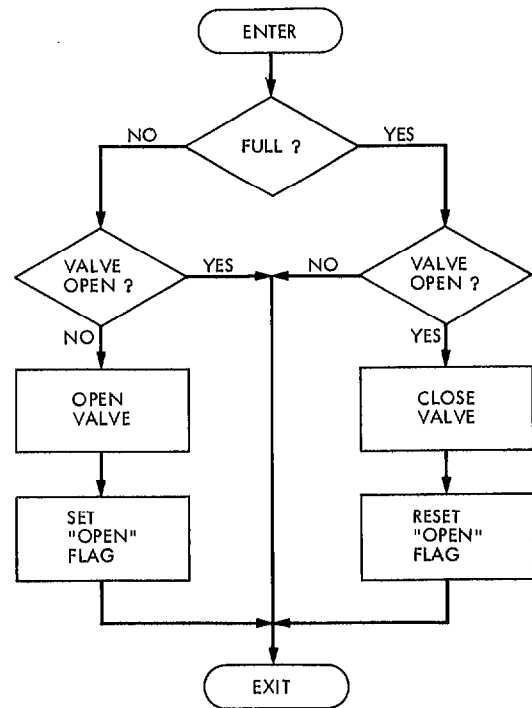 ENTER
FULL ?
NO
YES
VALVE
OPEN ?
YES
NO
VALVE
OPEN ?
NO
YES
OPEN
VALVE
CLOSE
VALVE
SET
"OPEN"
FLAG
RESET
"OPEN"
FLAG
EXIT